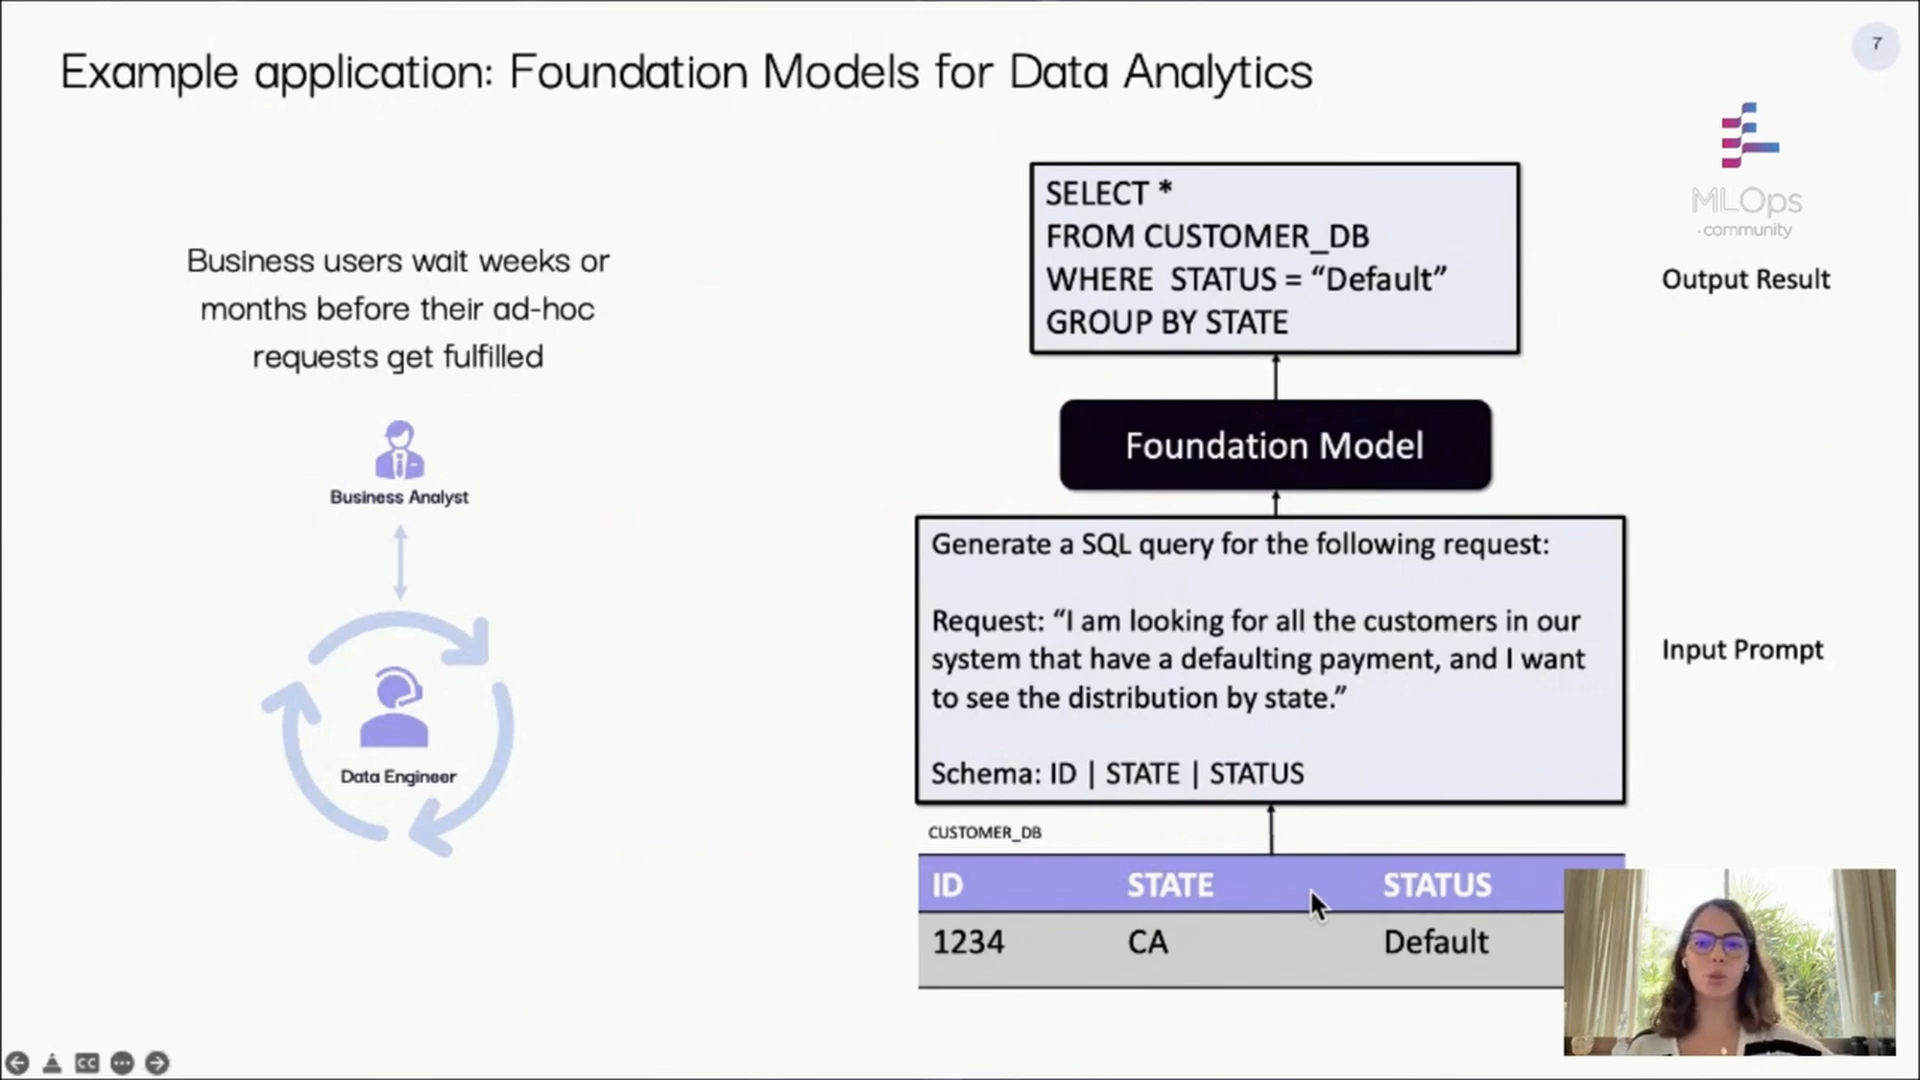 7
Example application: Foundation Models for Data Analytics
MLOps
community
Business users wait weeks or
months before their ad-hoc
requests get fulfilled
Business Analyst
Data Engineer
SELECT *
FROM CUSTOMER_DB
WHERE  STATUS = “Default”
GROUP BY STATE
Output Result
Foundation Model
Generate a SQL query for the following request:
Request: “I am looking for all the customers in our
system that have a defaulting payment, and I want
to see the distribution by state.”
Schema: ID | STATE | STATUS
Input Prompt
CUSTOMER_DB
ID STATE STATUS
1234 CA Default
CC